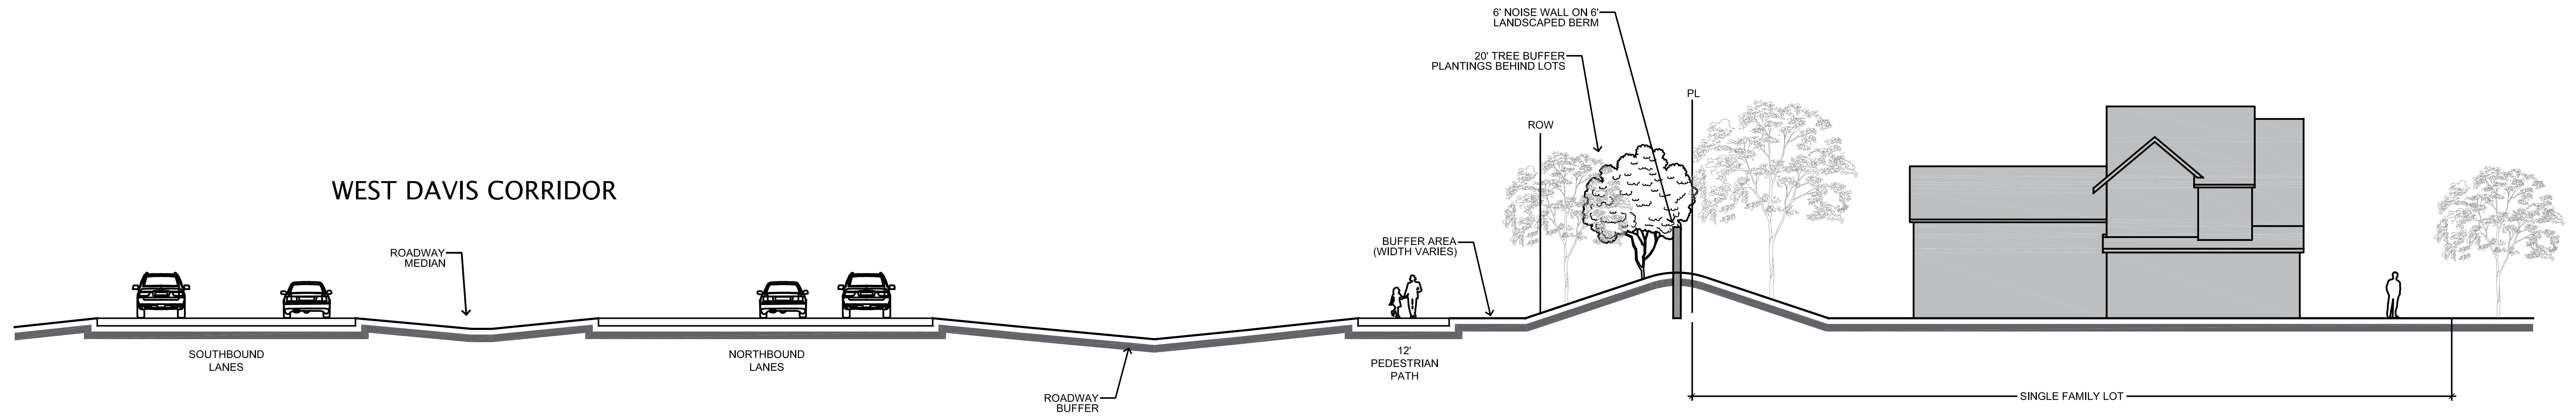 6' NOISE WALL ON 6'
LANDSCAPED BERM
20' TREE BUFFER
PLANTINGS BEHIND LOTS
PL
ROW
WEST DAVIS CORRIDOR
ROADWAY
MEDIAN
BUFFER AREA
(WIDTH VARIES)
SOUTHBOUND
LANES
NORTHBOUND
LANES
12'
PEDESTRIAN
PATH
ROADWAY
BUFFER
SINGLE FAMILY LOT